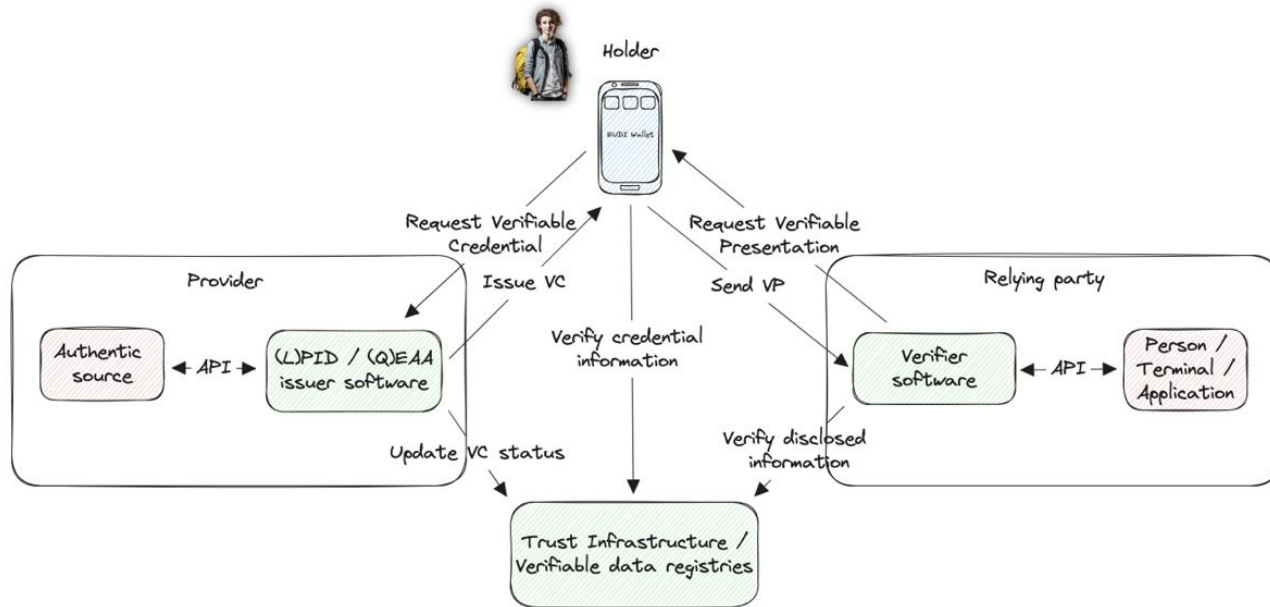 Holder
EUDI Wallet
Request Verifiable
Credential
Issue VC
Request Verifiable
Presentation
Send VP
Provider
Authentic
source
API
(L)PID / (Q)EAA
issuer software
Verify credential
information
Relying party
Verifier
software
API
Person /
Terminal /
Application
Update VC status
Verify disclosed
information
Trust Infrastructure /
Verifiable data registries